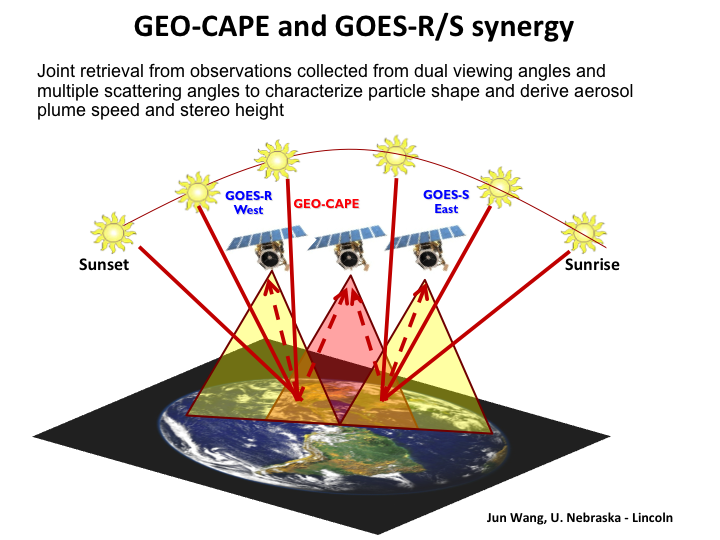 GEO-CAPE and GOES-R/S synergy
Joint retrieval from observations collected from dual viewing angles and
multiple scattering angles to characterize particle shape and derive aerosol
plume speed and stereo height
GOES-R
West
GEO-CAPE
GOES-S
East
Sunset
Sunrise
Jun Wang, U. Nebraska - Lincoln